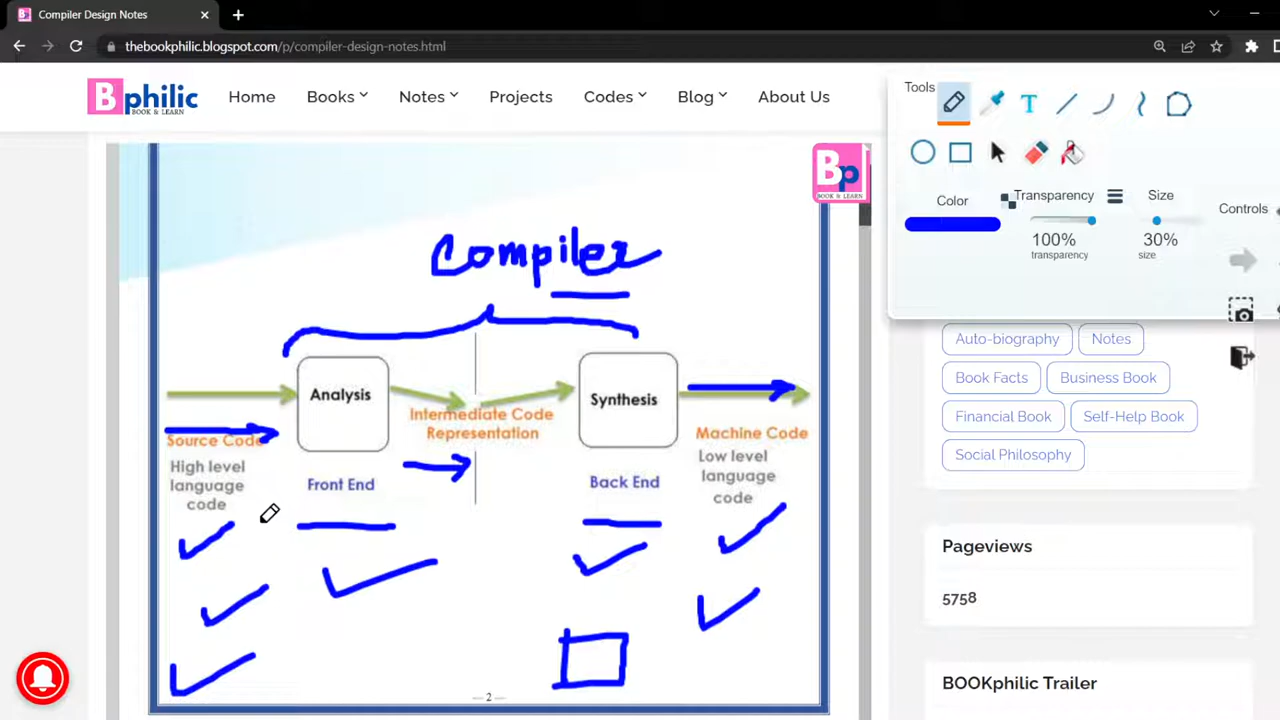 Compiler Design Notes
thebookphilic.blogspot.com/p/compiler-design-notes.html
Bphilic
BOOK & LEARN
Home
Books
Notes
Projects
Codes
Blog
About Us
Tools
T
Color
Transparency
100%
transparency
Size
30%
size
Controls
Bp
BOOK & LEARN
Compiler
Analysis
Intermediate Code
Representation
Synthesis
Source Code
High level
language
code
Front End
Back End
Machine Code
Low level
language
code
2
Auto-biography
Notes
Book Facts
Business Book
Financial Book
Self-Help Book
Social Philosophy
Pageviews
5758
BOOKphilic Trailer